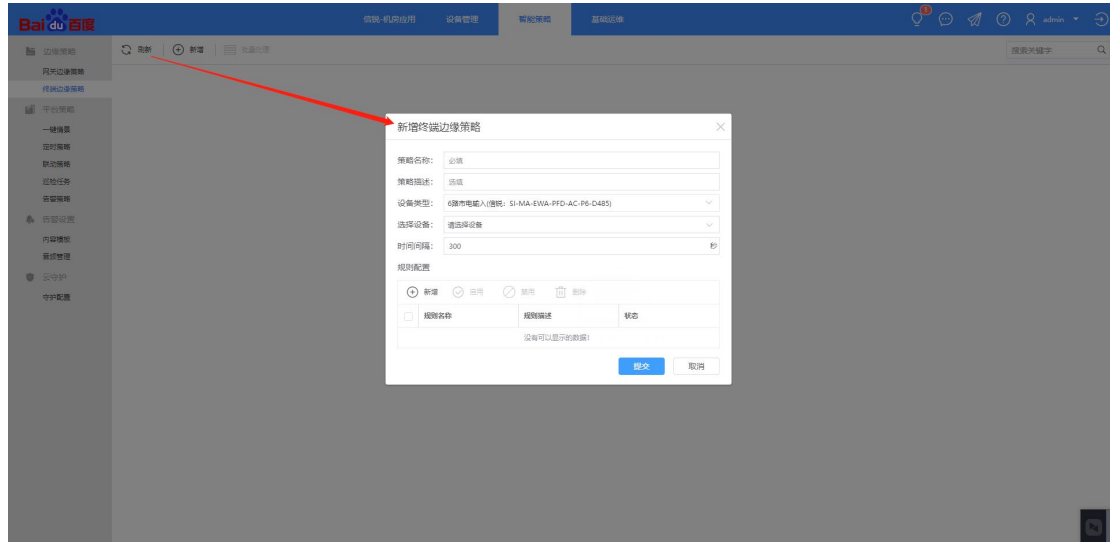 Bai du 百度
信锐-机房应用 设备管理 智能策略 基础运维
1
admin
边缘策略
网关边缘策略
终端边缘策略
平台策略
一键情景
定时策略
联动策略
巡检任务
告警策略
告警设置
内容模板
音频管理
云守护
守护配置
刷新 新增 批量处理
搜索关键字
新增终端边缘策略
策略名称: 必填
策略描述: 选填
设备类型: 6路市电输入(信锐: SI-MA-EWA-PFD-AC-P6-D485)
选择设备: 请选择设备
时间间隔: 300 秒
规则配置
新增 启用 禁用 删除
规则名称 规则描述 状态
没有可以显示的数据!
提交 取消